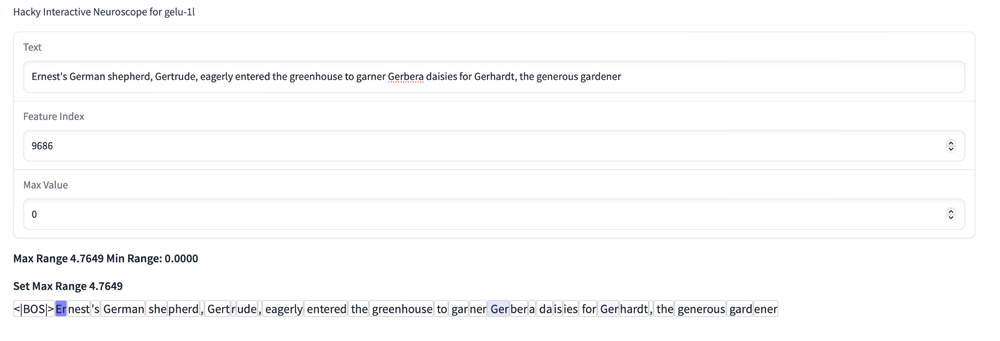 Hacky Interactive Neuroscope for gelu-1l
Text
Ernest's German shepherd, Gertrude, eagerly entered the greenhouse to garner Gerbera daisies for Gerhardt, the generous gardener
Feature Index
9686
Max Value
0
Max Range 4.7649 Min Range: 0.0000
Set Max Range 4.7649
<|BOS|>Ernest's German shepherd, Gertrude, eagerly entered the greenhouse to garner Gerbera daisies for Gerhardt, the generous gardener